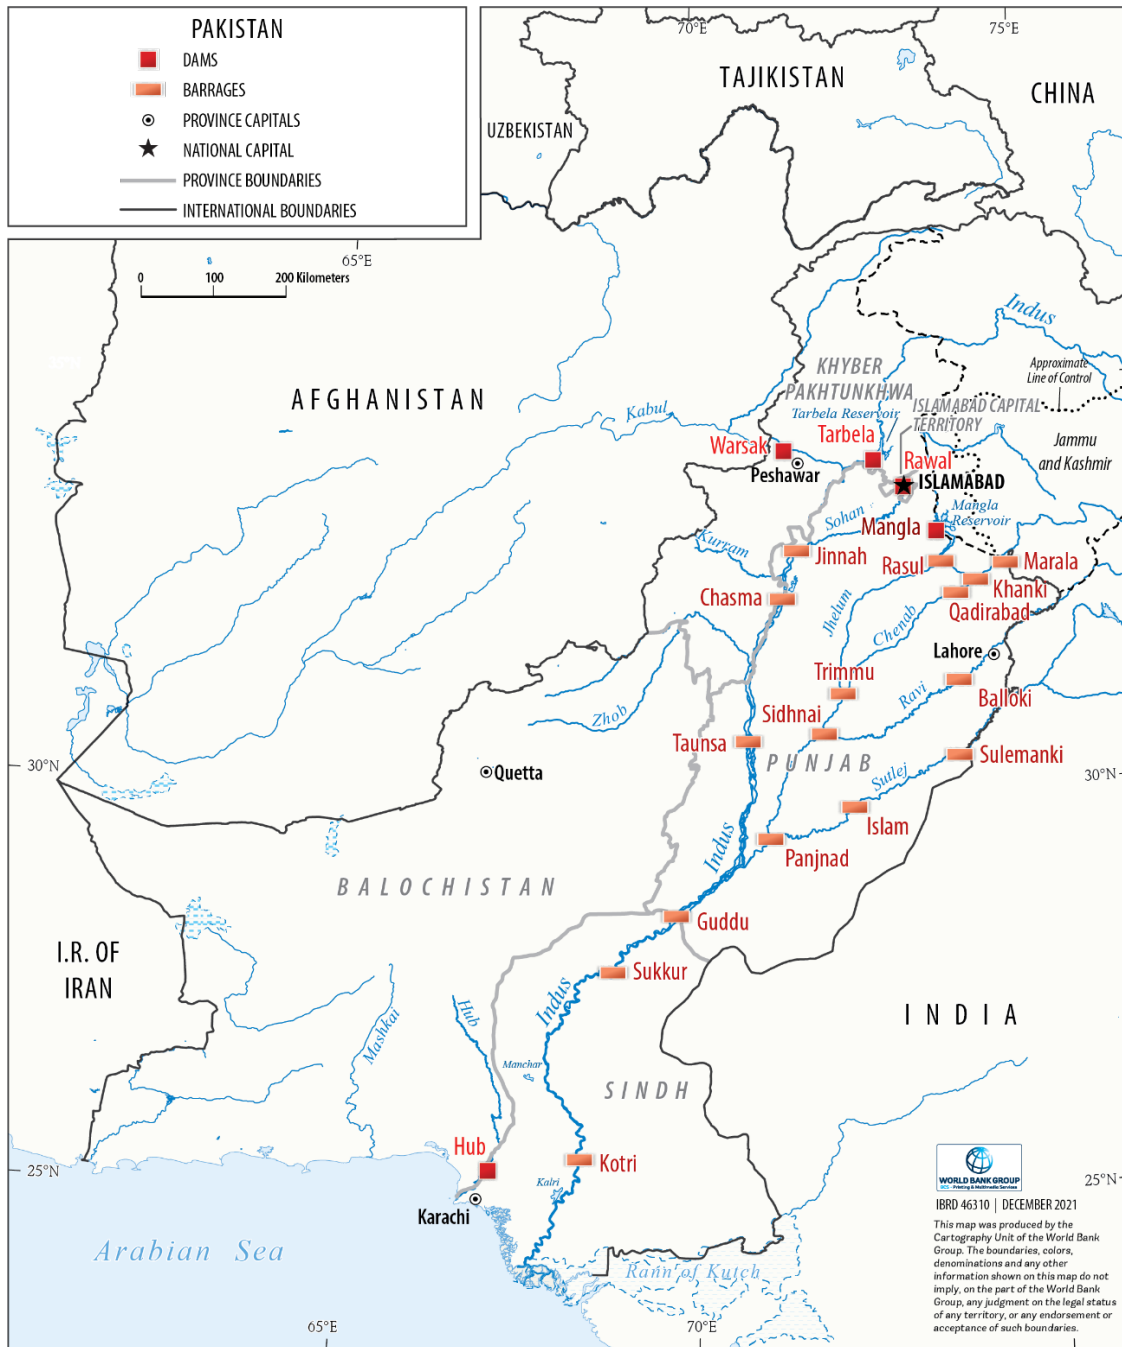 PAKISTAN
DAMS
BARRAGES
PROVINCE CAPITALS
NATIONAL CAPITAL
PROVINCE BOUNDARIES
INTERNATIONAL BOUNDARIES
70°E
75°E
TAJIKISTAN
CHINA
UZBEKISTAN
65°E
0 100 200 Kilometers
Indus
KHYBER
PAKHTUNKHWA
Approximate
Line of Control
AFGHANISTAN
Kabul
Tarbela Reservoir
ISLAMABAD CAPITAL
TERRITORY
Warsak
Tarbela
Rawal
Jammu
and Kashmir
Peshawar
ISLAMABAD
Sohan
Mangla
Mangla
Reservoir
Kurram
Jinnah
Rasul
Marala
Khanki
Chasma
Qadirabad
Jhelum
Chenab
Lahore
Trimmu
Ravi
Balloki
Zhob
Sidhnai
Taunsa
PUNJAB
Sulemanki
30°N
Quetta
Sutlej
30°N
Islam
Indus
Panjnad
BALOCHISTAN
Guddu
I.R. OF
IRAN
Sukkur
Indus
Hub
Mashkai
INDIA
Manchar
SINDH
Hub
Kotri
25°N
25°N
Kalri
Karachi
Arabian Sea
Rann of Kutch
WORLD BANK GROUP
GCS - Printing & Multimedia Services
IBRD 46310 | DECEMBER 2021
This map was produced by the
Cartography Unit of the World Bank
Group. The boundaries, colors,
denominations and any other
information shown on this map do not
imply, on the part of the World Bank
Group, any judgment on the legal status
of any territory, or any endorsement or
acceptance of such boundaries.
65°E
70°E